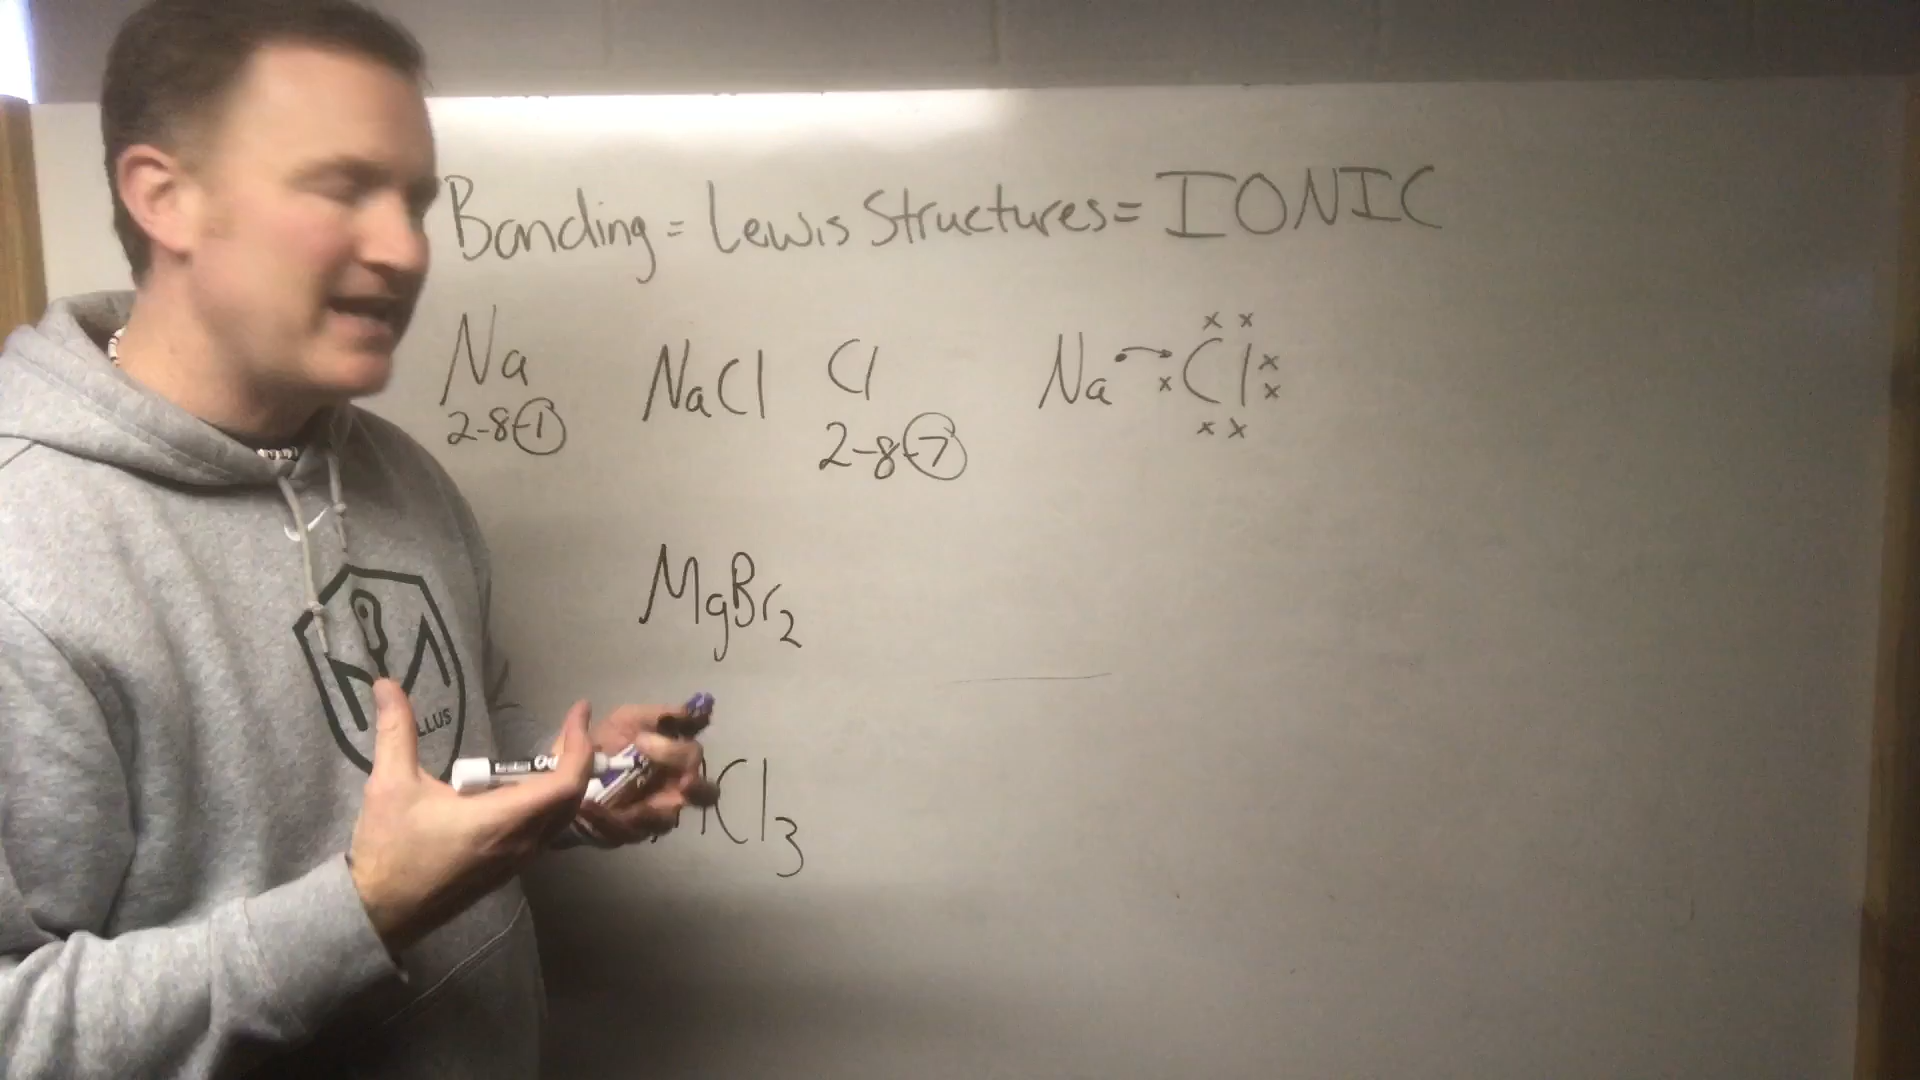 Bonding = Lewis Structures = IONIC
Na NaCl Cl Na Cl
2-8-1 2-8-7
MgBr2
Cl3